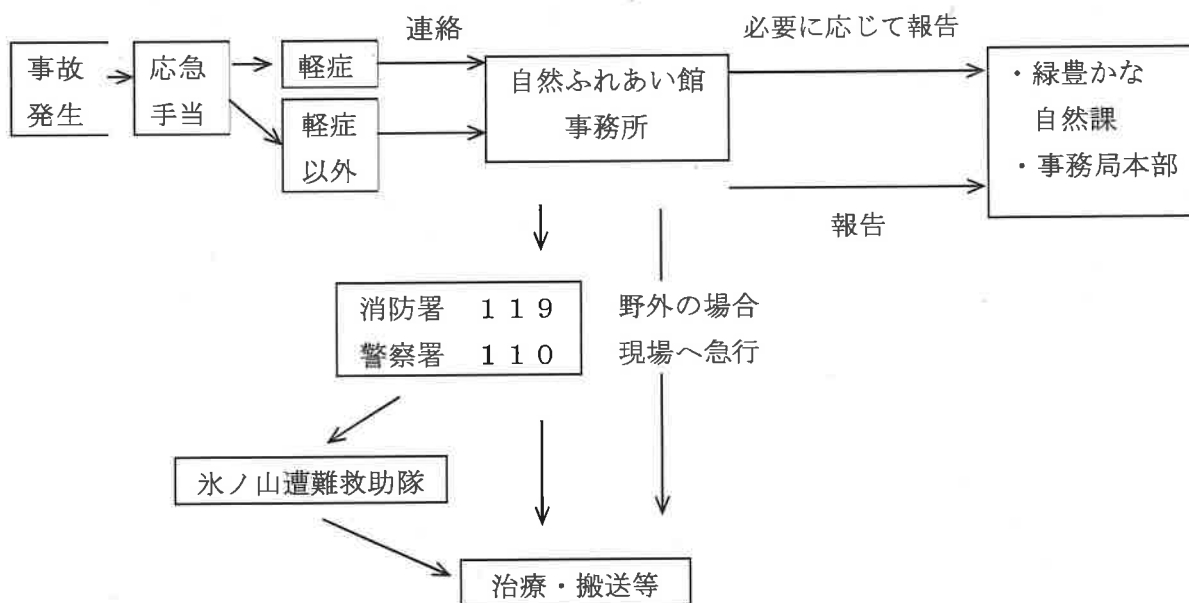 連絡
必要に応じて報告
事故
発生
応急
手当
軽症
軽症
以外
自然ふれあい館
事務所
・緑豊かな
自然課
・事務局本部
報告
消防署 １１９
警察署 １１０
野外の場合
現場へ急行
氷ノ山遭難救助隊
治療・搬送等